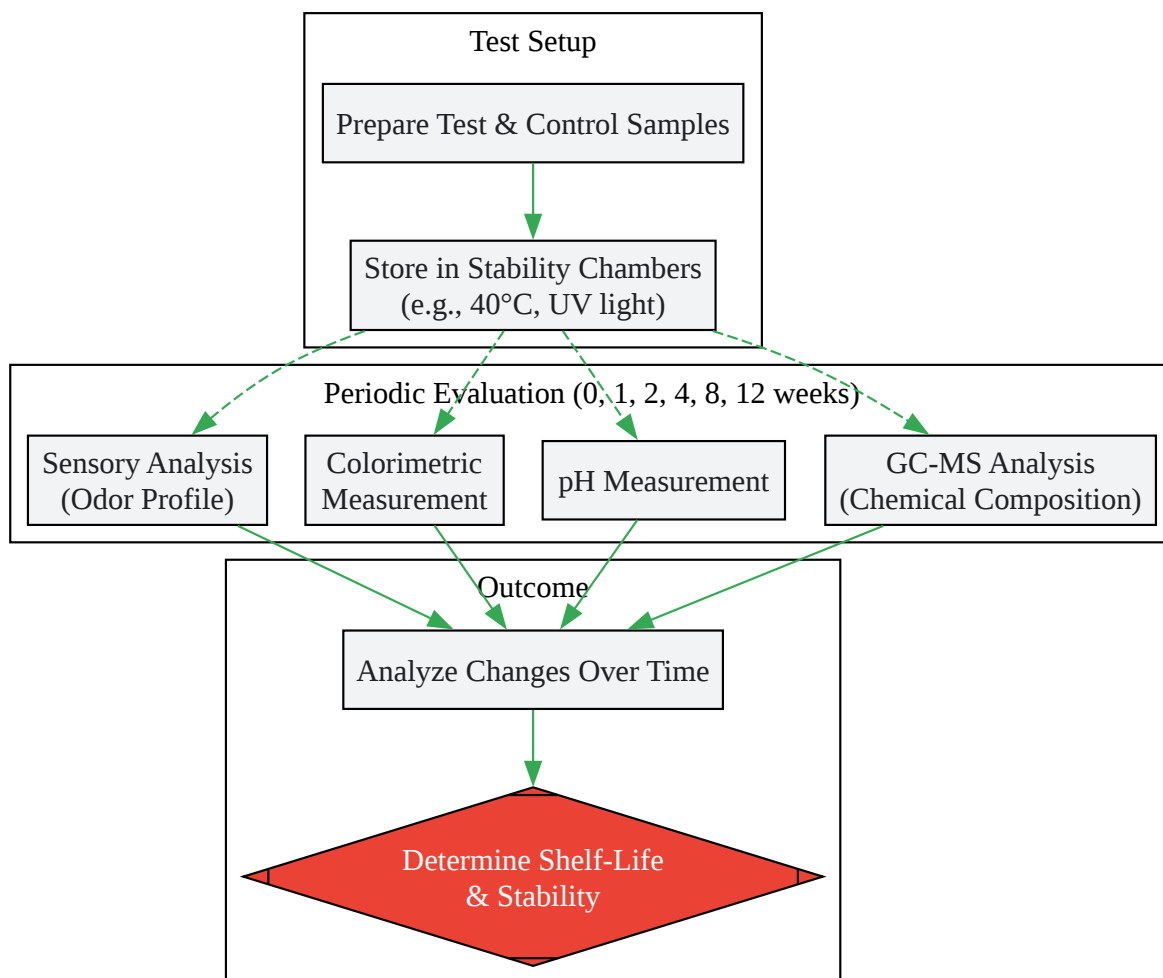 Test Setup
Prepare Test & Control Samples
Store in Stability Chambers
(e.g., 40°C, UV light)
Periodic Evaluation (0, 1, 2, 4, 8, 12 weeks)
Sensory Analysis
(Odor Profile)
Colorimetric
Measurement
pH Measurement
GC-MS Analysis
(Chemical Composition)
Outcome
Analyze Changes Over Time
Determine Shelf-Life
& Stability